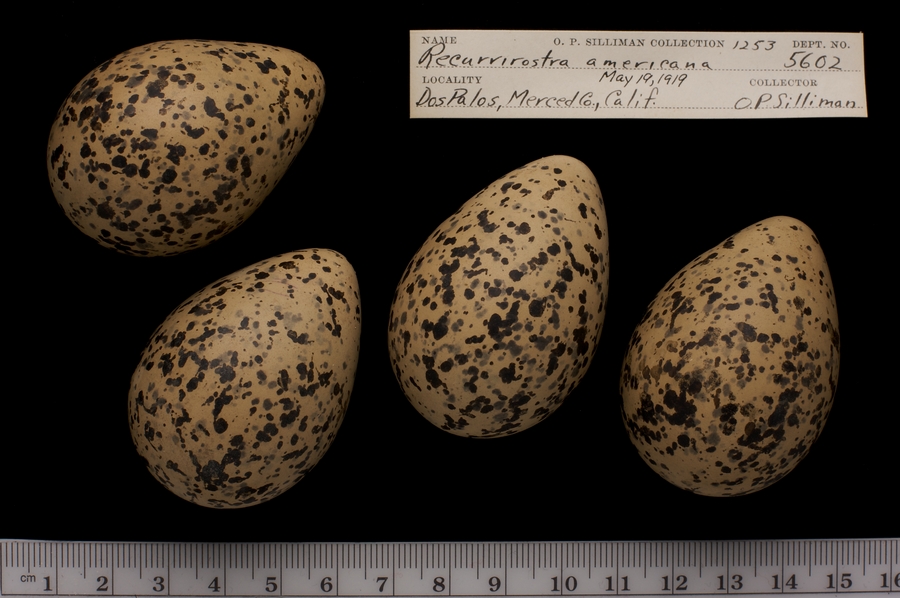 NAME O. P. SILLIMAN COLLECTION 1253 DEPT. NO.
Recurvirostra americana 5602
LOCALITY May 19, 1919 COLLECTOR
Dos Palos, Merced Co., Calif. O.P. Silliman
cm 1 2 3 4 5 6 7 8 9 10 11 12 13 14 15 16